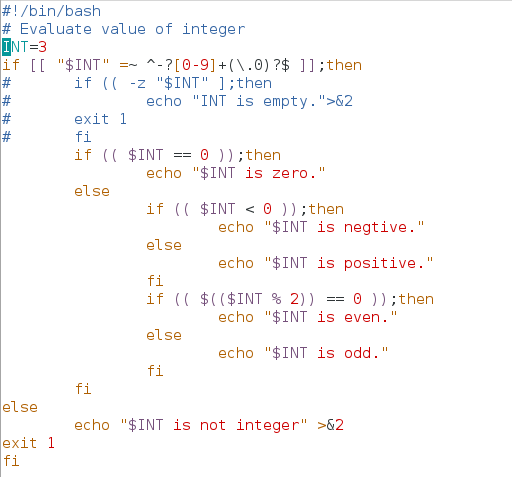 #!/bin/bash
# Evaluate value of integer
INT=3
if [[ "$INT" =~ ^-?[0-9]+(\.0)?$ ]];then
#       if (( -z "$INT" ];then
#               echo "INT is empty.">&2
#       exit 1
#       fi
        if (( $INT == 0 ));then
                echo "$INT is zero."
        else
                if (( $INT < 0 ));then
                        echo "$INT is negtive."
                else
                        echo "$INT is positive."
                fi
                if (( $(($INT % 2)) == 0 ));then
                        echo "$INT is even."
                else
                        echo "$INT is odd."
                fi
        fi
else
        echo "$INT is not integer" >&2
exit 1
fi